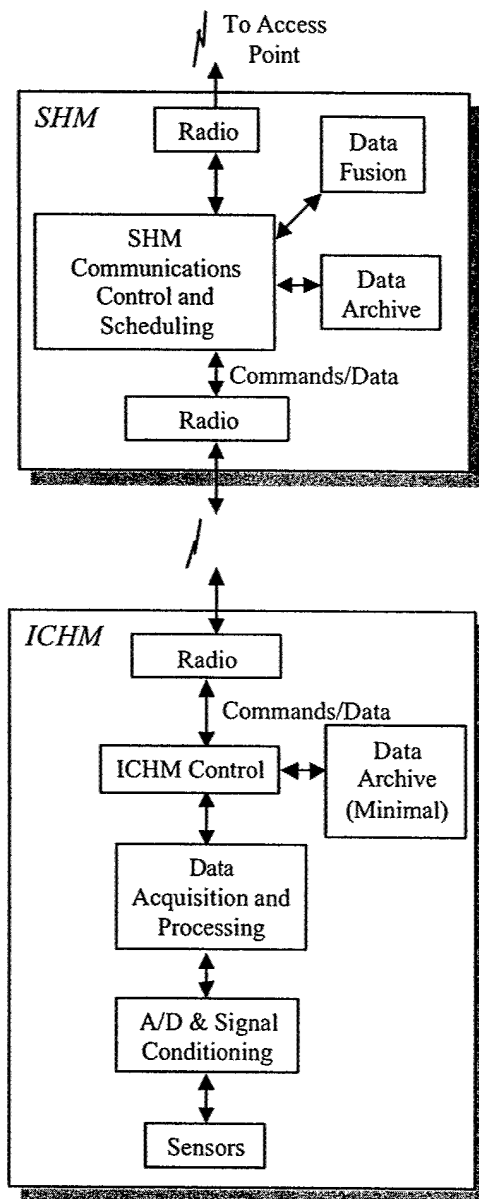 To Access
Point
SHM
Radio
Data
Fusion
SHM
Communications
Control and
Scheduling
Data
Archive
Commands/Data
Radio
ICHM
Radio
Commands/Data
ICHM Control
Data
Archive
(Minimal)
Data
Acquisition and
Processing
A/D & Signal
Conditioning
Sensors